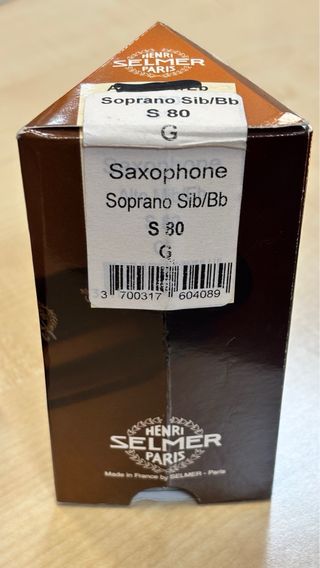 HENRI
SELMER
PARIS
Soprano Sib/Bb
S 80
G
Saxophone
Soprano Sib/Bb
S 80
G
3 700317 604089
HENRI
SELMER
PARIS
Made in France by SELMER - Paris